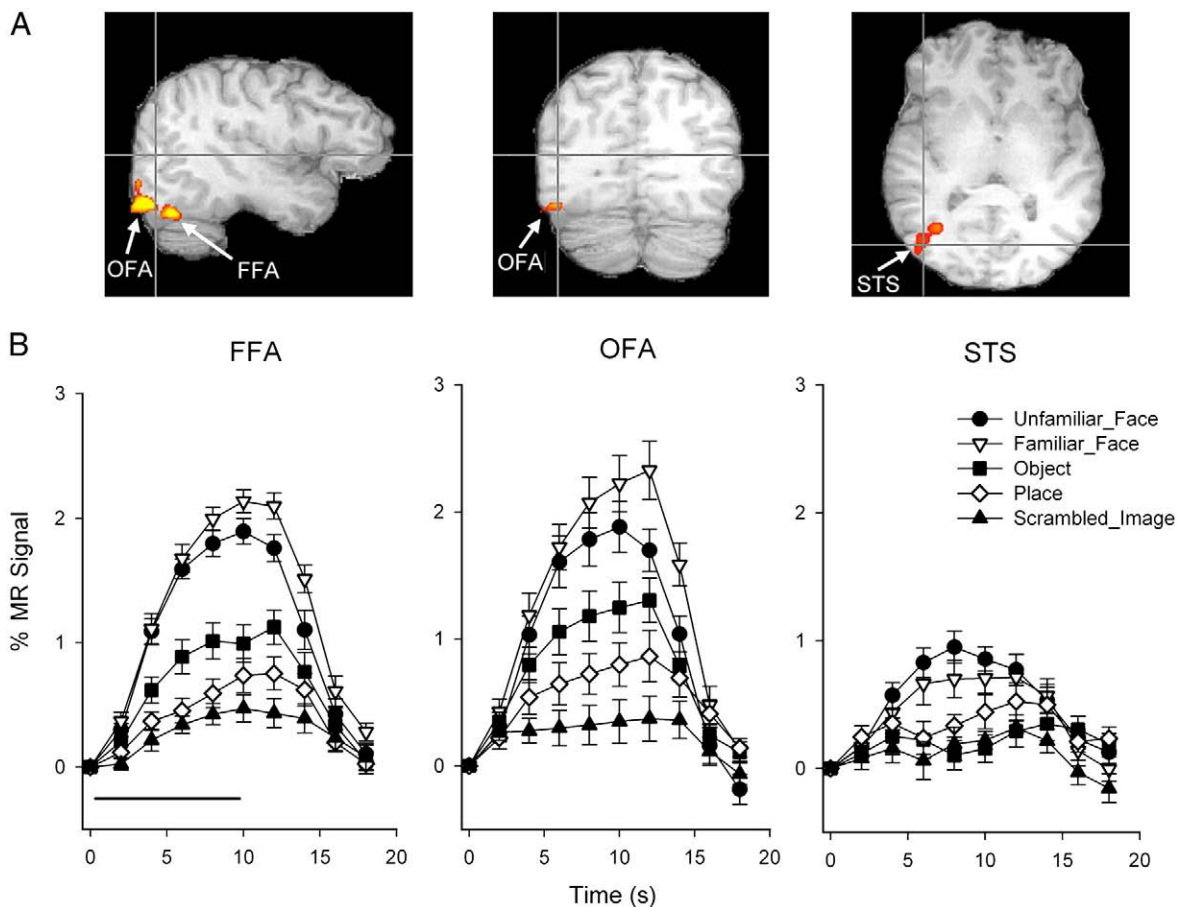 A
OFA
FFA
OFA
STS
B
FFA
OFA
STS
% MR Signal
3
2
1
0
0
5
10
15
20
3
2
1
0
0
5
10
15
20
3
2
1
0
0
5
10
15
20
Unfamiliar_Face
Familiar_Face
Object
Place
Scrambled_Image
Time (s)